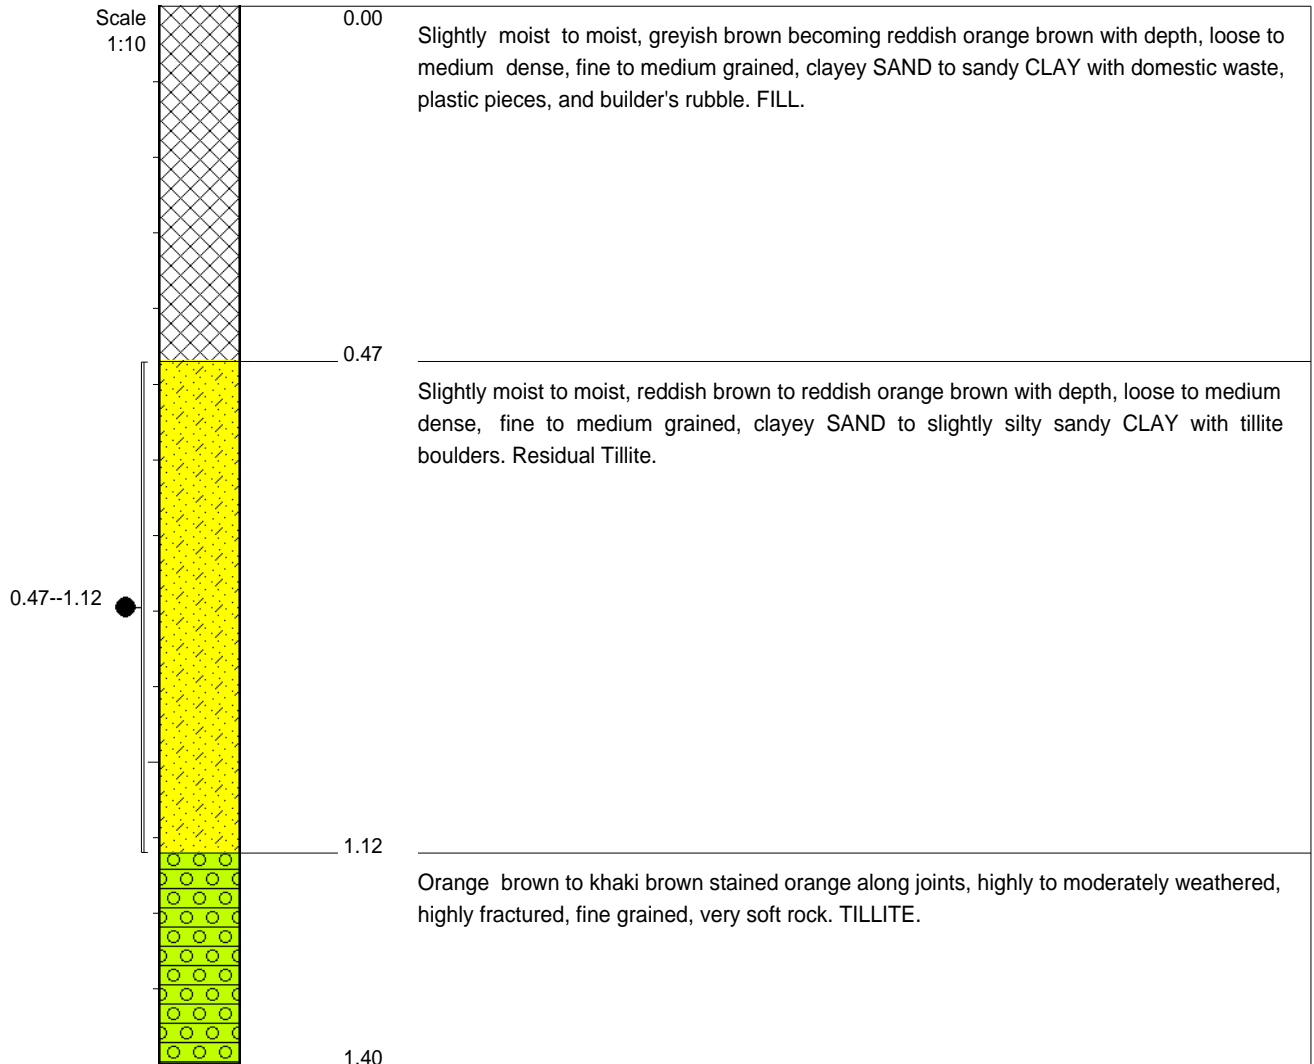 Scale
1:10
0.00
Slightly moist to moist, greyish brown becoming reddish orange brown with depth, loose to
medium dense, fine to medium grained, clayey SAND to sandy CLAY with domestic waste,
plastic pieces, and builder's rubble. FILL.
0.47
Slightly moist to moist, reddish brown to reddish orange brown with depth, loose to medium
dense, fine to medium grained, clayey SAND to slightly silty sandy CLAY with tillite
boulders. Residual Tillite.
0.47--1.12
1.12
Orange brown to khaki brown stained orange along joints, highly to moderately weathered,
highly fractured, fine grained, very soft rock. TILLITE.
1.40